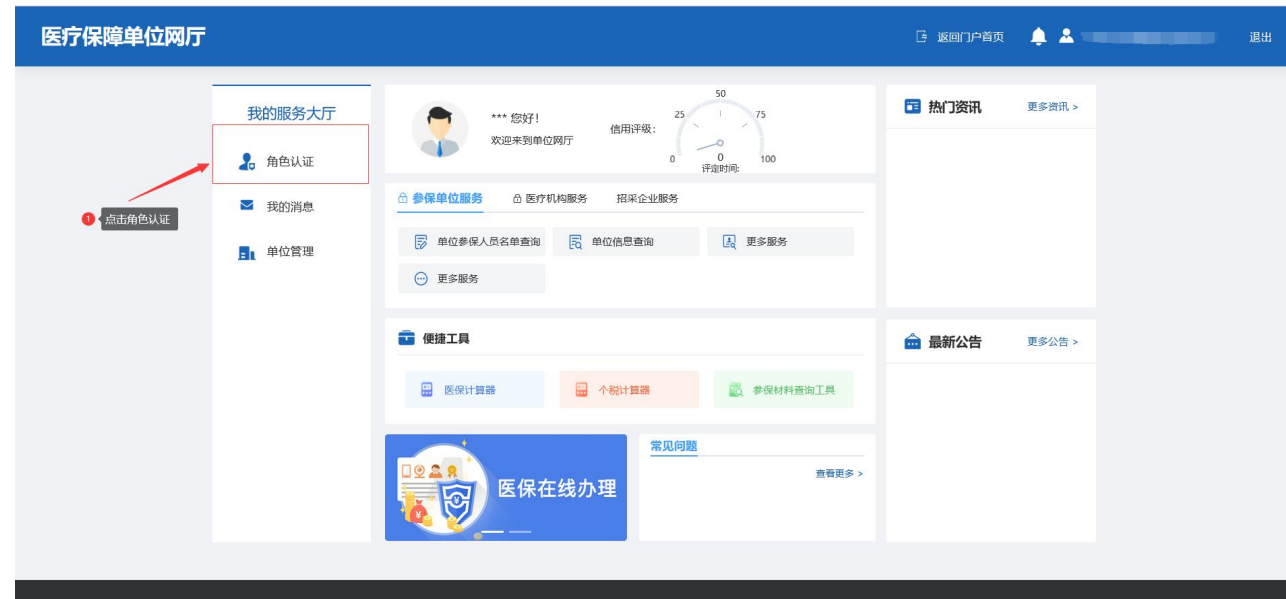 医疗保障单位网厅
返回门户首页
退出
我的服务大厅
角色认证
我的消息
单位管理
1 点击角色认证
*** 您好!
欢迎来到单位网厅
信用评级:
0
25
50
75
100
0
评定时间:
参保单位服务 医疗机构服务 招采企业服务
单位参保人员名单查询 单位信息查询 更多服务
更多服务
便捷工具
医保计算器 个税计算器 参保材料查询工具
医保在线办理
常见问题
查看更多 >
热门资讯 更多资讯 >
最新公告 更多公告 >